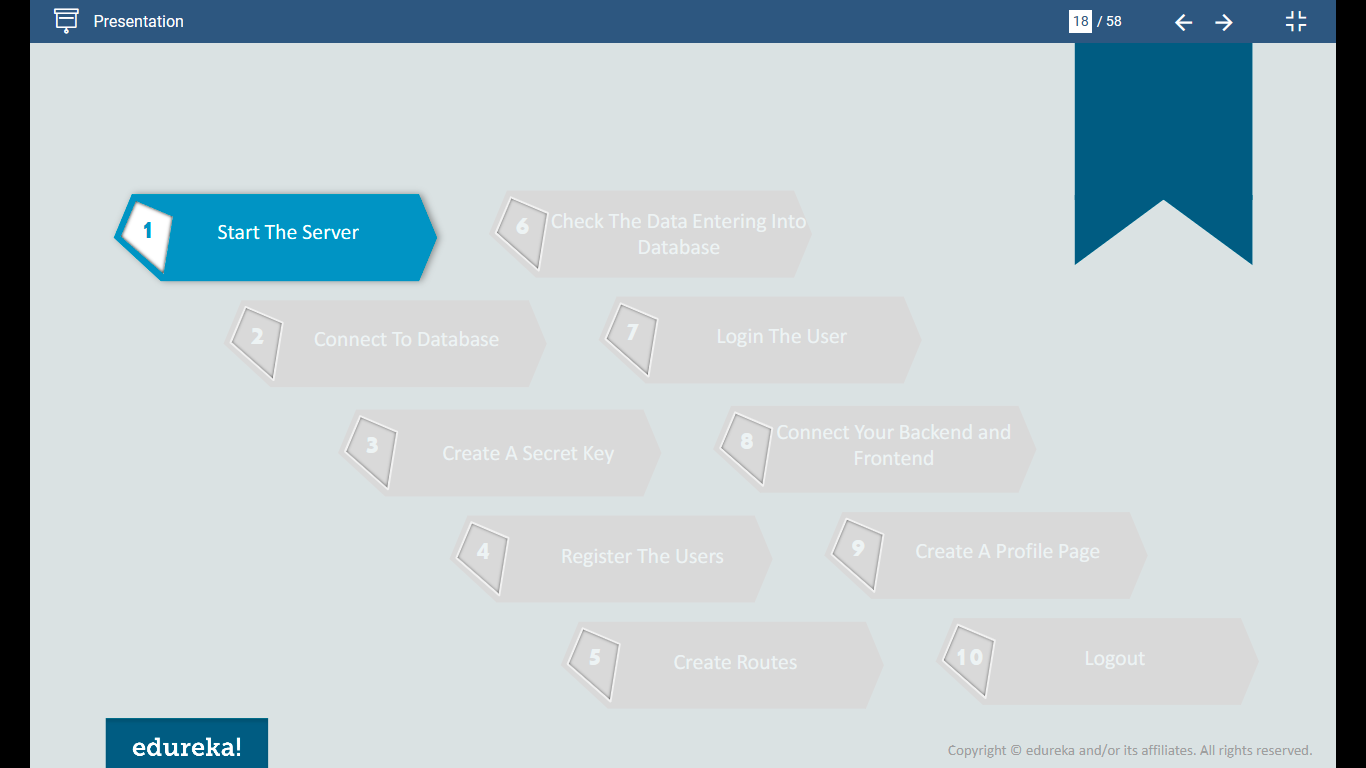 Presentation
18 / 58
1
Start The Server
2
Connect To Database
3
Create A Secret Key
4
Register The Users
5
Create Routes
6
Check The Data Entering Into
Database
7
Login The User
8
Connect Your Backend and
Frontend
9
Create A Profile Page
10
Logout
edureka!
Copyright © edureka and/or its affiliates. All rights reserved.